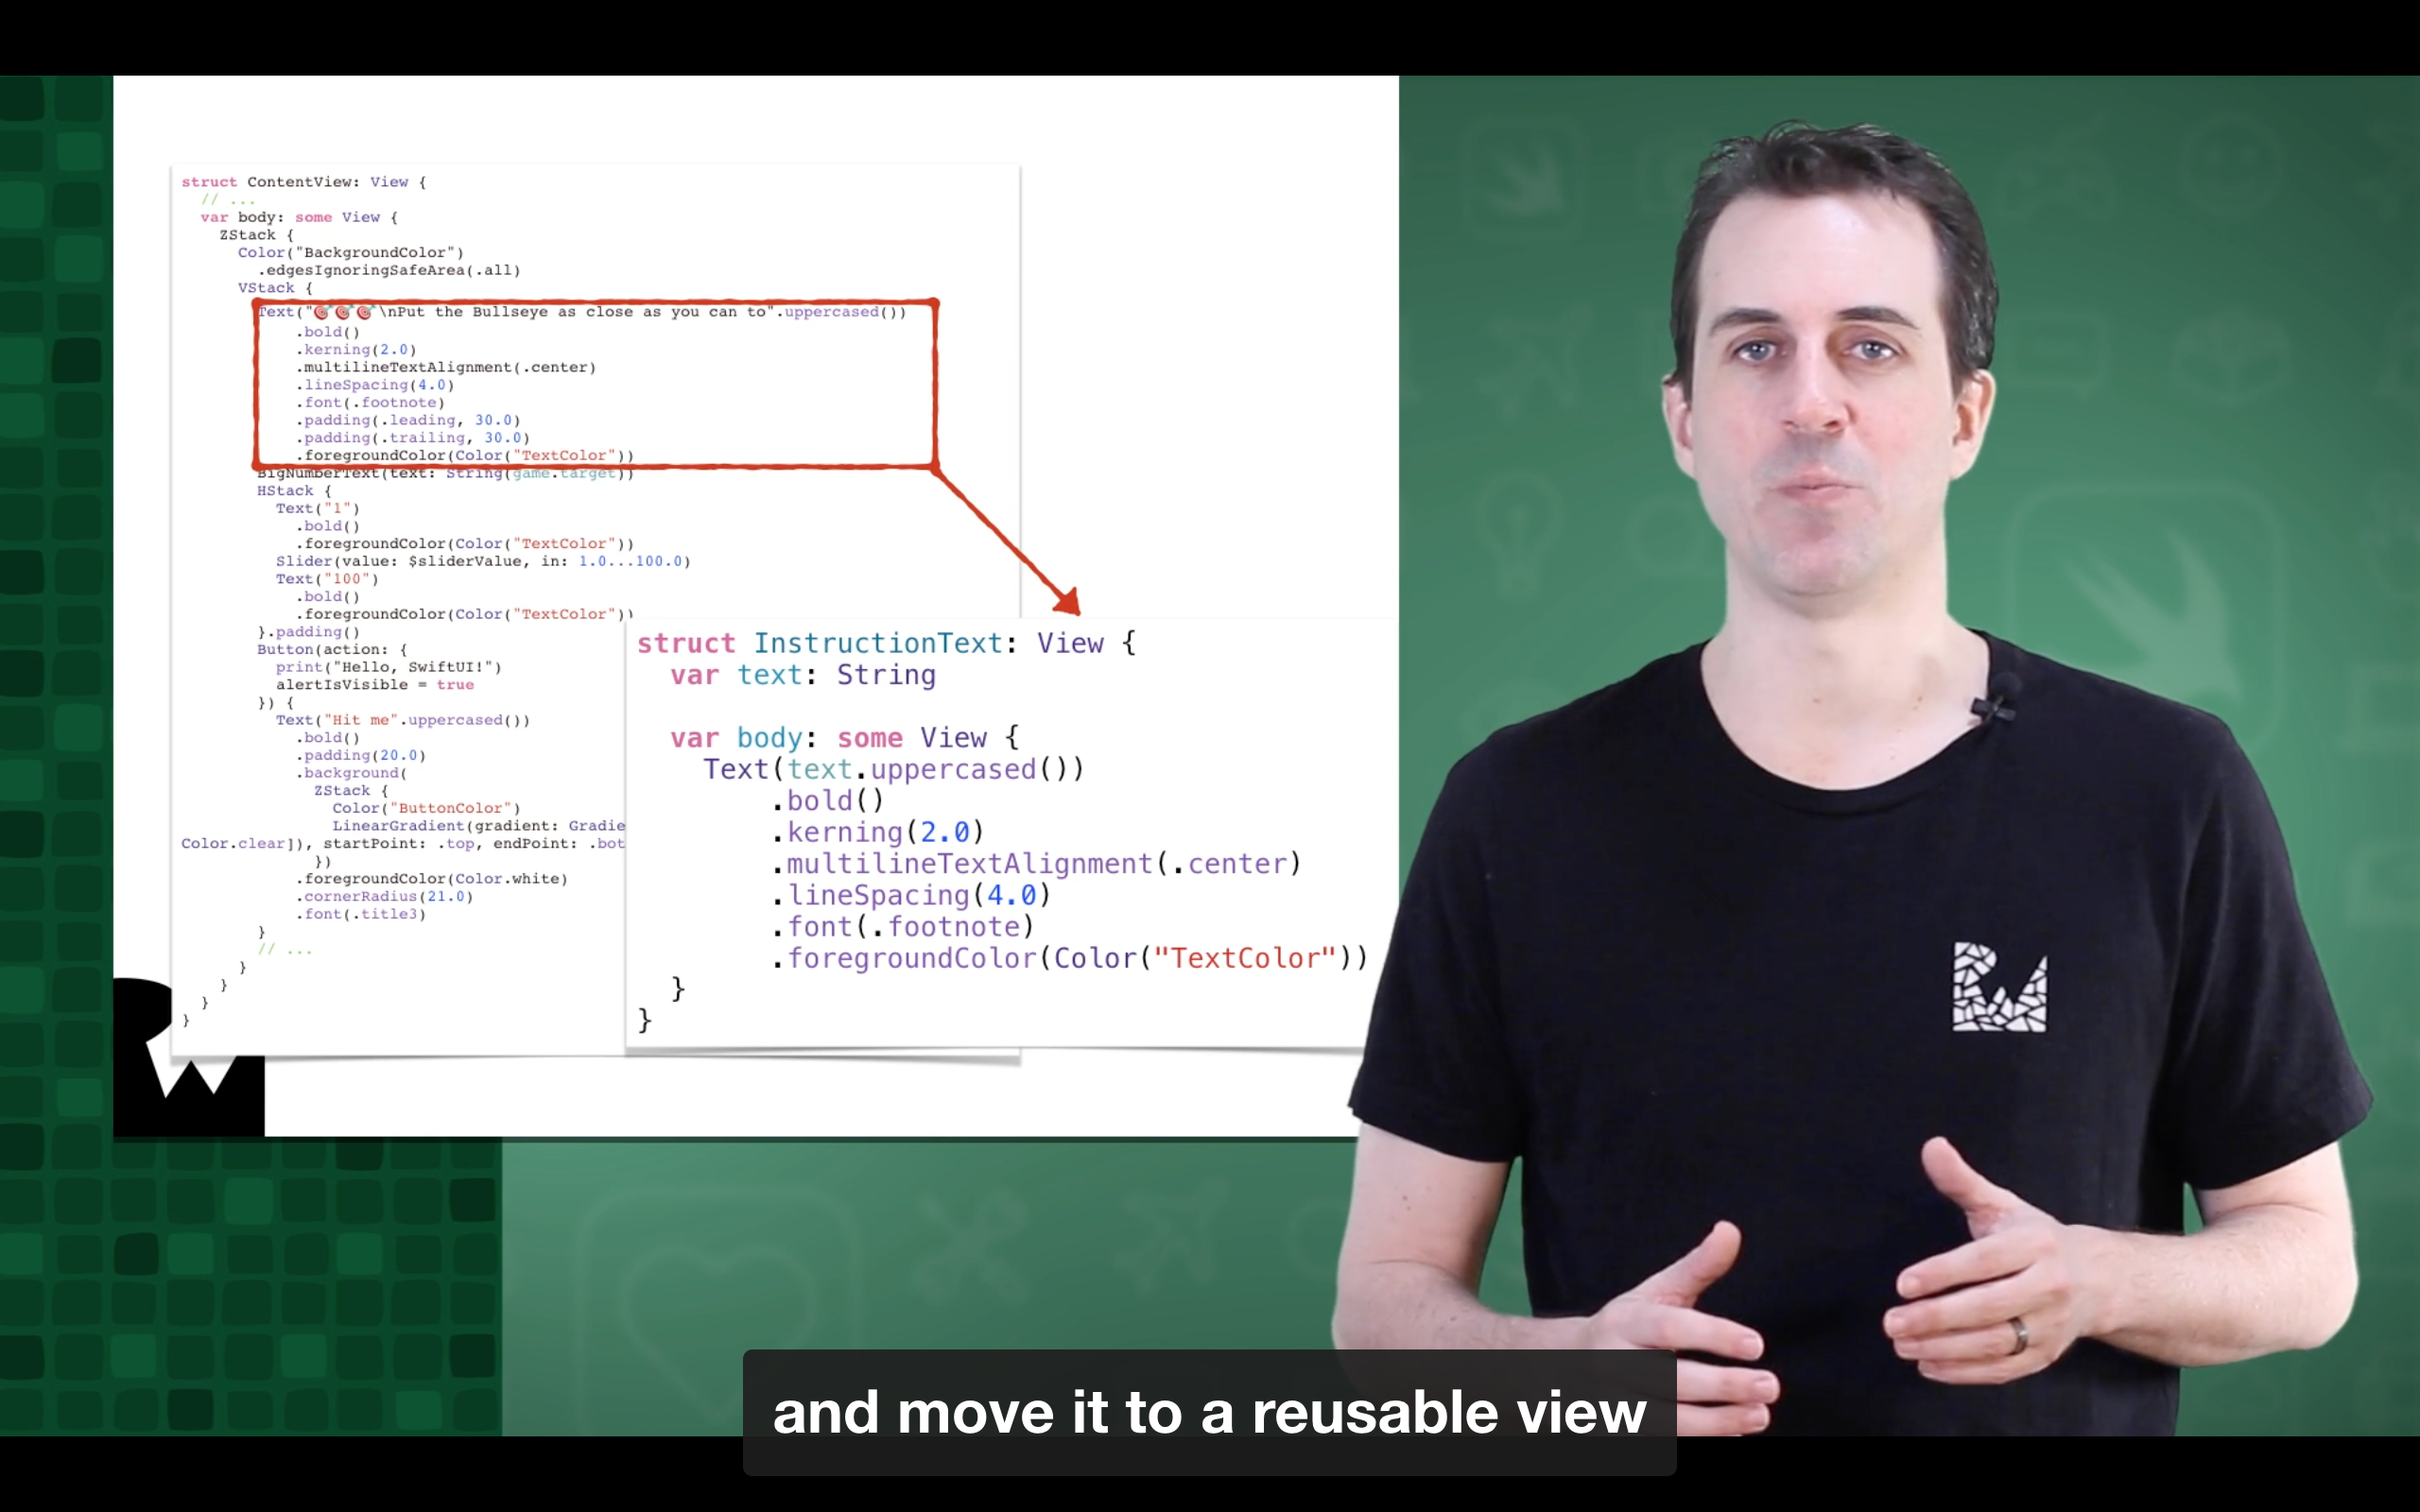 struct ContentView: View {
// ...
var body: some View {
ZStack {
Color("BackgroundColor")
.edgesIgnoringSafeArea(.all)
VStack {
Text("🎯🎯🎯\nPut the Bullseye as close as you can to".uppercased())
.bold()
.kerning(2.0)
.multilineTextAlignment(.center)
.lineSpacing(4.0)
.font(.footnote)
.padding(.leading, 30.0)
.padding(.trailing, 30.0)
.foregroundColor(Color("TextColor"))
BigNumberText(text: String(game.target))
HStack {
Text("1")
.bold()
.foregroundColor(Color("TextColor"))
Slider(value: $sliderValue, in: 1.0...100.0)
Text("100")
.bold()
.foregroundColor(Color("TextColor"))
}.padding()
Button(action: {
print("Hello, SwiftUI!")
alertIsVisible = true
}) {
Text("Hit me".uppercased())
.bold()
.padding(20.0)
.background(
ZStack {
Color("ButtonColor")
LinearGradient(gradient: Gradie
Color.clear]), startPoint: .top, endPoint: .bot
})
.foregroundColor(Color.white)
.cornerRadius(21.0)
.font(.title3)
}
// ...
}
}
}
}
struct InstructionText: View {
var text: String
var body: some View {
Text(text.uppercased())
.bold()
.kerning(2.0)
.multilineTextAlignment(.center)
.lineSpacing(4.0)
.font(.footnote)
.foregroundColor(Color("TextColor"))
}
}
and move it to a reusable view